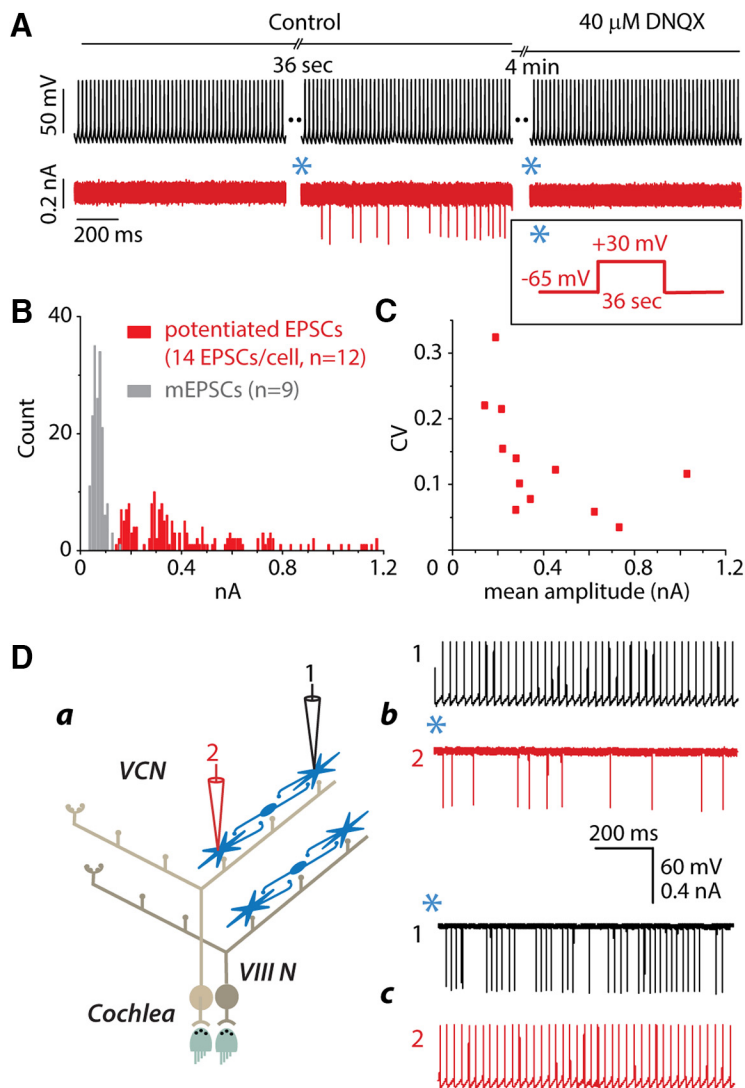 A
Control
40 µM DNQX
36 sec
4 min
50 mV
0.2 nA
200 ms
+30 mV
-65 mV
36 sec
B
40
20
0
Count
potentiated EPSCs
(14 EPSCs/cell, n=12)
mEPSCs (n=9)
0
0.4
0.8
1.2
nA
C
0.3
0.2
0.1
0
CV
0
0.4
0.8
1.2
mean amplitude (nA)
D
a
VCN
1
2
VIII N
Cochlea
1
b
2
200 ms
60 mV
0.4 nA
1
c
2